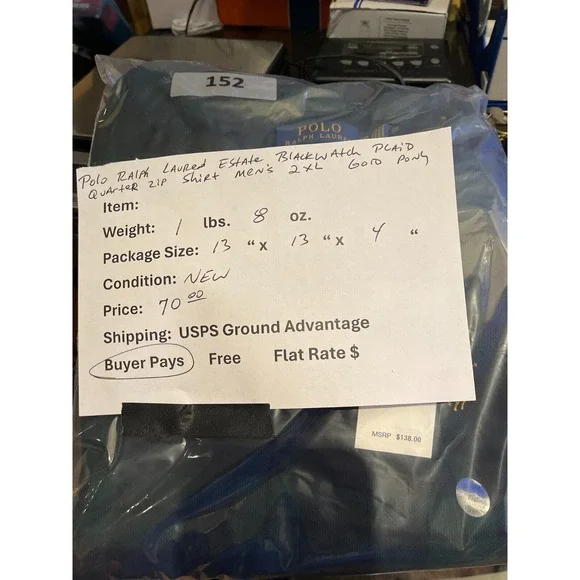 152
POLO
RALPH LAUREN
Polo Ralph Lauren Estate Blackwatch Plaid
Quarter Zip Shirt Men's 2XL Gold Pony
Item:
Weight: 1 lbs. 8 oz.
Package Size: 13 " x 13 " x 4 "
Condition: New
Price: 70.00
Shipping: USPS Ground Advantage
Buyer Pays Free Flat Rate $
MSRP $138.00